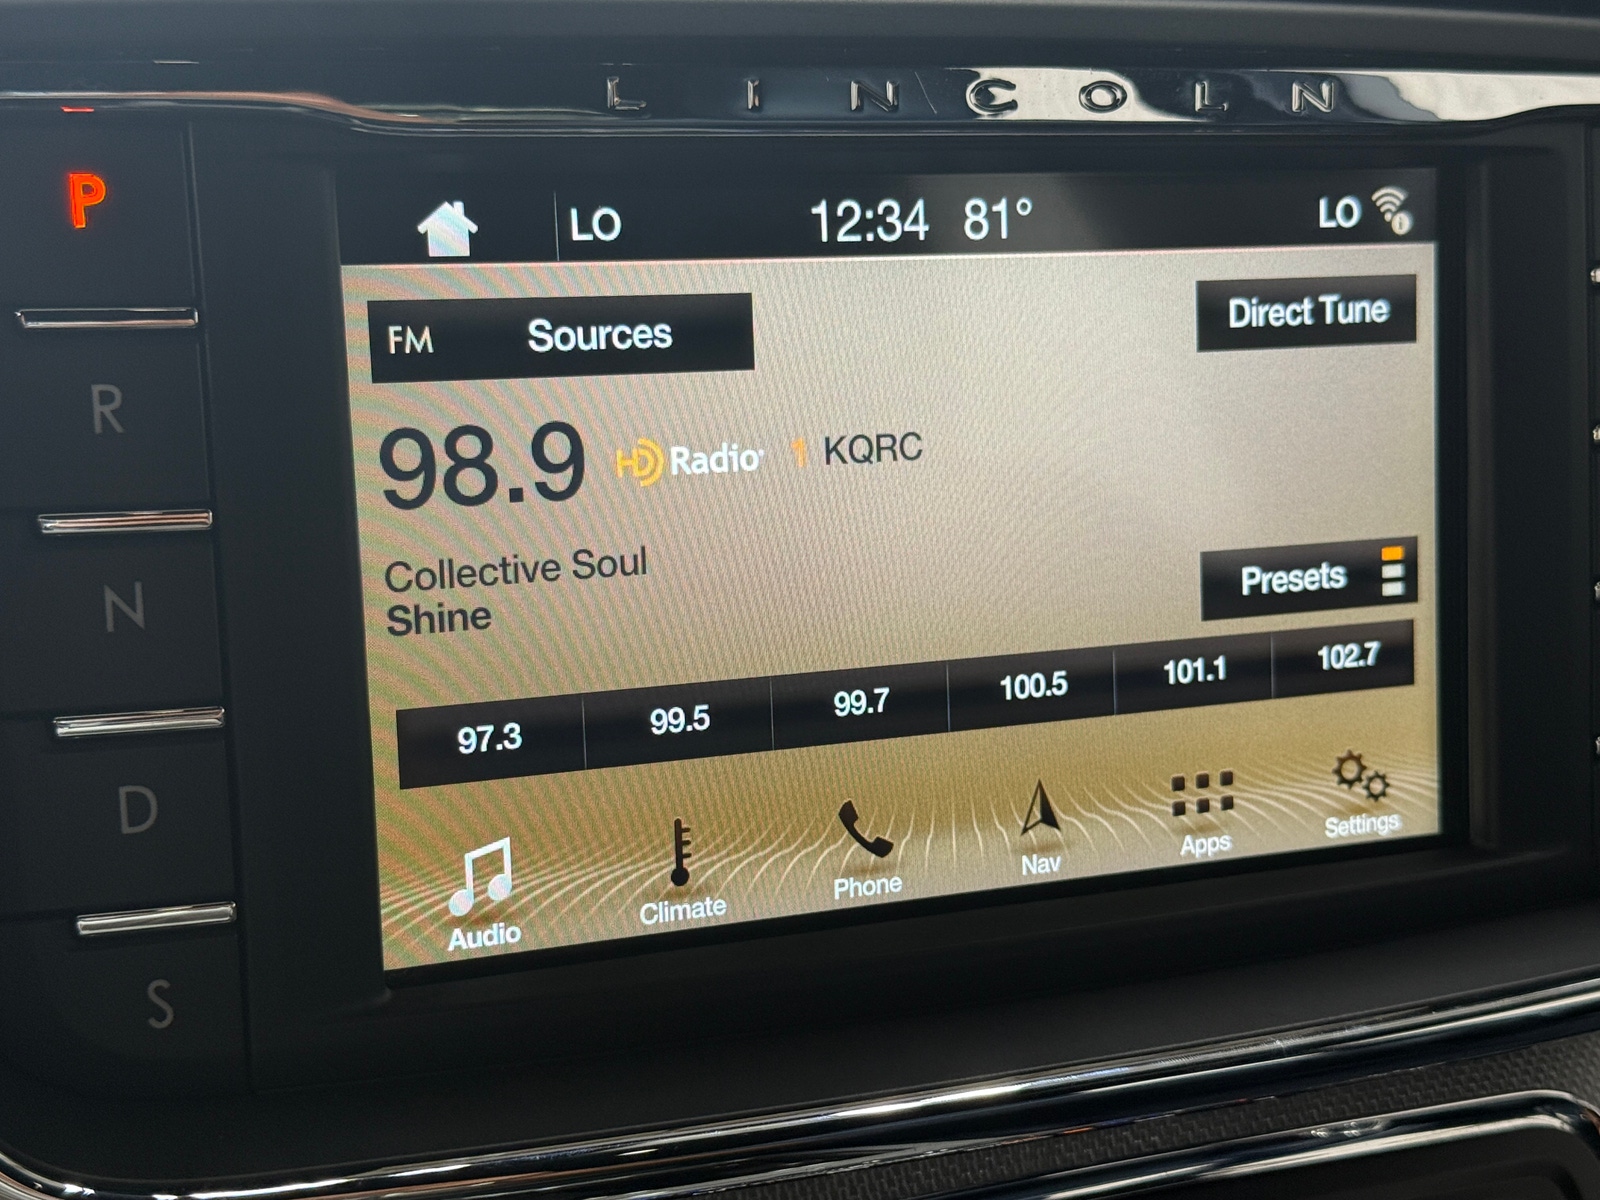 LINCOLN
P
R
N
D
S
LO 12:34 81° LO
FM Sources
Direct Tune
98.9 HD Radio 1 KQRC
Collective Soul
Shine
Presets
97.3 99.5 99.7 100.5 101.1 102.7
Audio Climate Phone Nav Apps Settings